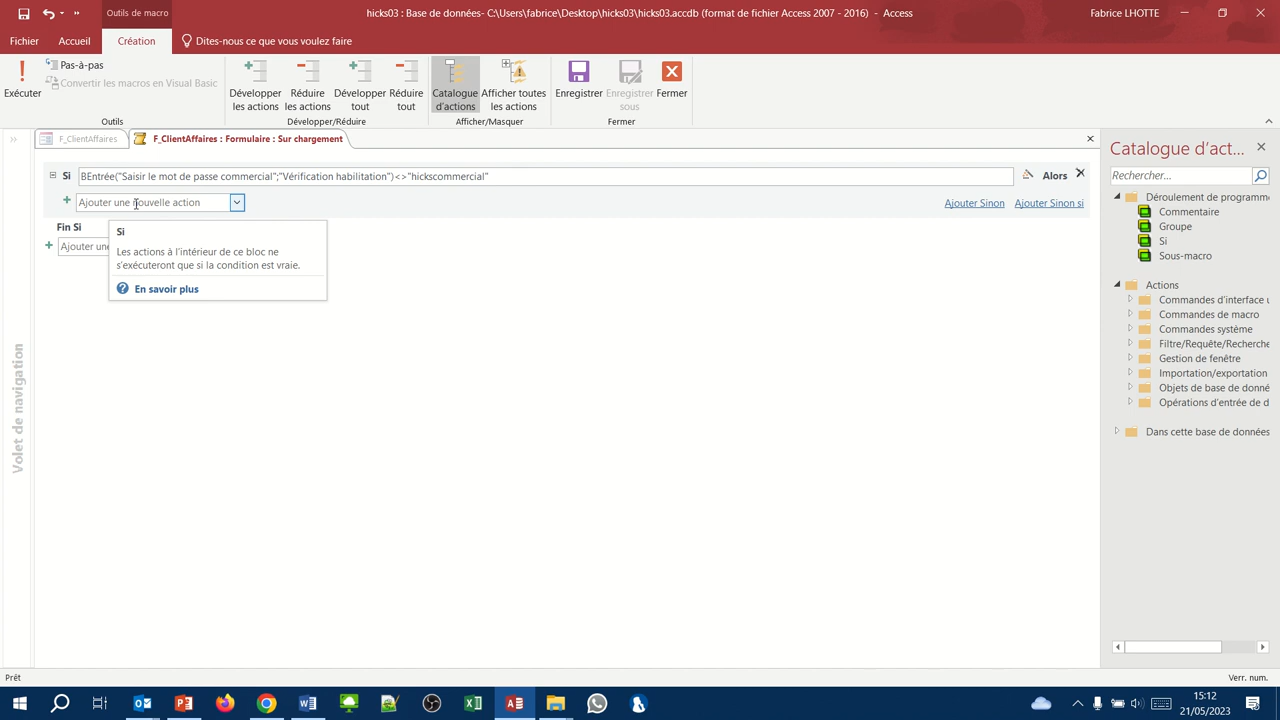 Outils de macro
hicks03 : Base de données- C:\Users\fabrice\Desktop\hicks03\hicks03.accdb (format de fichier Access 2007 - 2016) - Access
Fabrice LHOTTE
Fichier
Accueil
Création
Dites-nous ce que vous voulez faire
Exécuter
Pas-à-pas
Convertir les macros en Visual Basic
Outils
Développer les actions
Réduire les actions
Développer tout
Réduire tout
Développer/Réduire
Catalogue d'actions
Afficher toutes les actions
Afficher/Masquer
Enregistrer
Enregistrer sous
Fermer
Fermer
F_ClientAffaires
F_ClientAffaires : Formulaire : Sur chargement
Si
BEntrée("Saisir le mot de passe commercial";"Vérification habilitation")<>"hickscommercial"
Alors
Ajouter une nouvelle action
Ajouter Sinon
Ajouter Sinon si
Fin Si
Ajouter une
Si
Les actions à l'intérieur de ce bloc ne
s'exécuteront que si la condition est vraie.
En savoir plus
Volet de navigation
Catalogue d'act...
Rechercher...
Déroulement de programme
Commentaire
Groupe
Si
Sous-macro
Actions
Commandes d'interface u
Commandes de macro
Commandes système
Filtre/Requête/Recherche
Gestion de fenêtre
Importation/exportation
Objets de base de donné
Opérations d'entrée de d
Dans cette base de données
Prêt
Verr. num.
15:12
21/05/2023